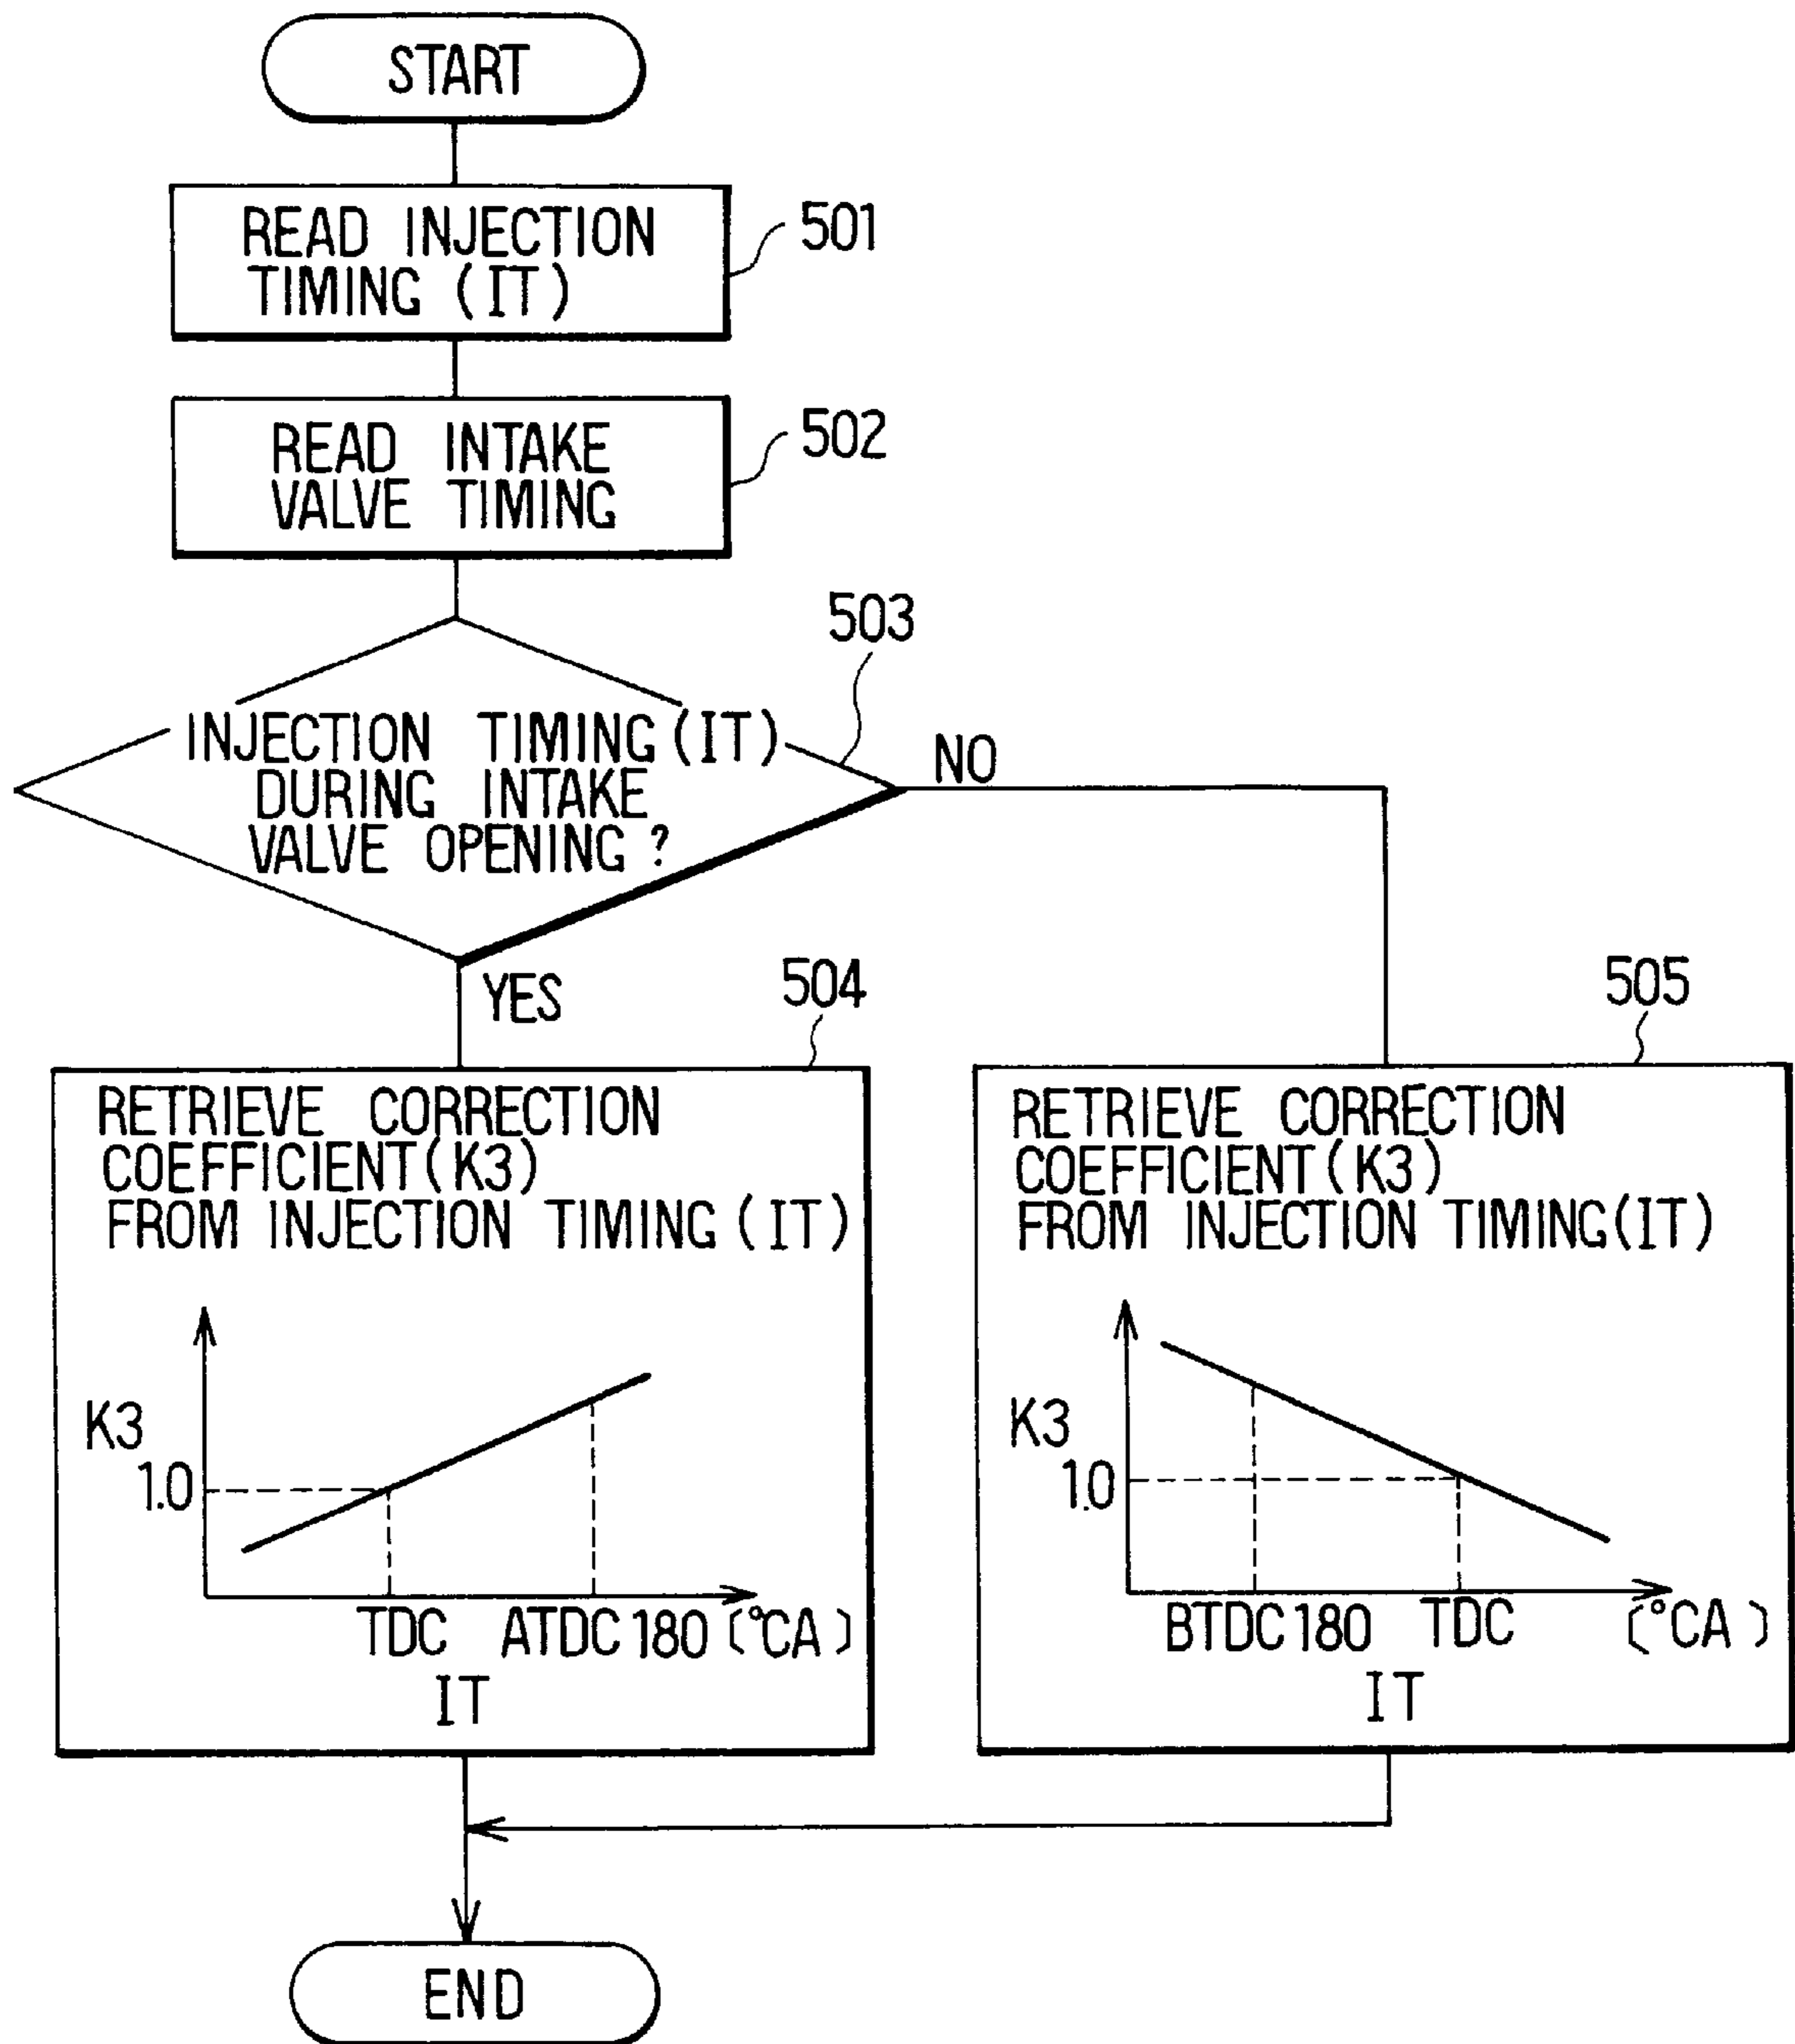 START
READ INJECTION
TIMING (IT)
501
READ INTAKE
VALVE TIMING
502
503
INJECTION TIMING (IT)
DURING INTAKE
VALVE OPENING ?
NO
YES
504
RETRIEVE CORRECTION
COEFFICIENT (K3)
FROM INJECTION TIMING (IT)
K3
1.0
TDC ATDC 180 (°CA)
IT
505
RETRIEVE CORRECTION
COEFFICIENT (K3)
FROM INJECTION TIMING (IT)
K3
1.0
BTDC 180 TDC (°CA)
IT
END